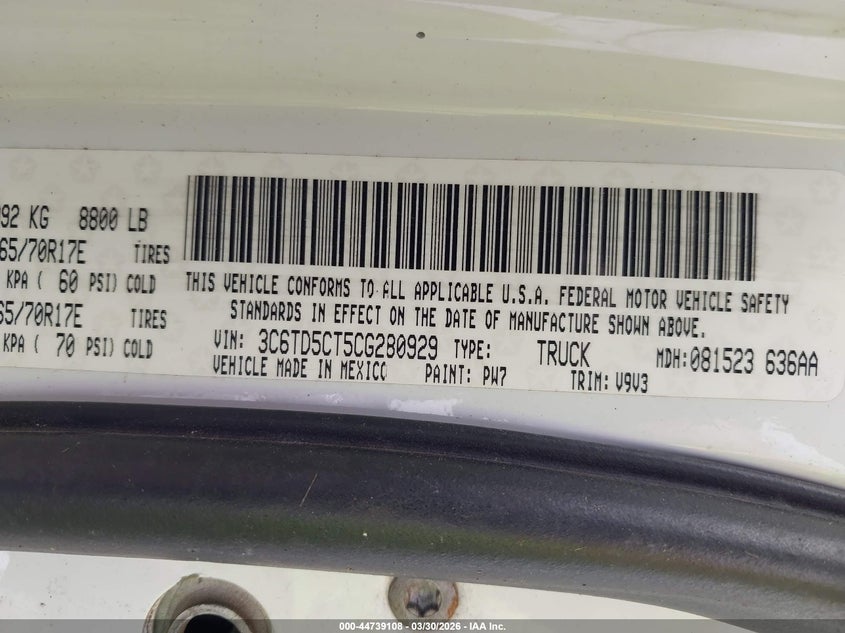 92 KG 8800 LB
65/70R17E TIRES
KPA ( 60 PSI) COLD
65/70R17E TIRES
KPA ( 70 PSI) COLD
THIS VEHICLE CONFORMS TO ALL APPLICABLE U.S.A. FEDERAL MOTOR VEHICLE SAFETY
STANDARDS IN EFFECT ON THE DATE OF MANUFACTURE SHOWN ABOVE.
VIN: 3C6TD5CT5CG280929 TYPE: TRUCK MDH:081523 636AA
VEHICLE MADE IN MEXICO PAINT: PW7 TRIM: V9V3
000-44739108 - 03/30/2026 - IAA Inc.